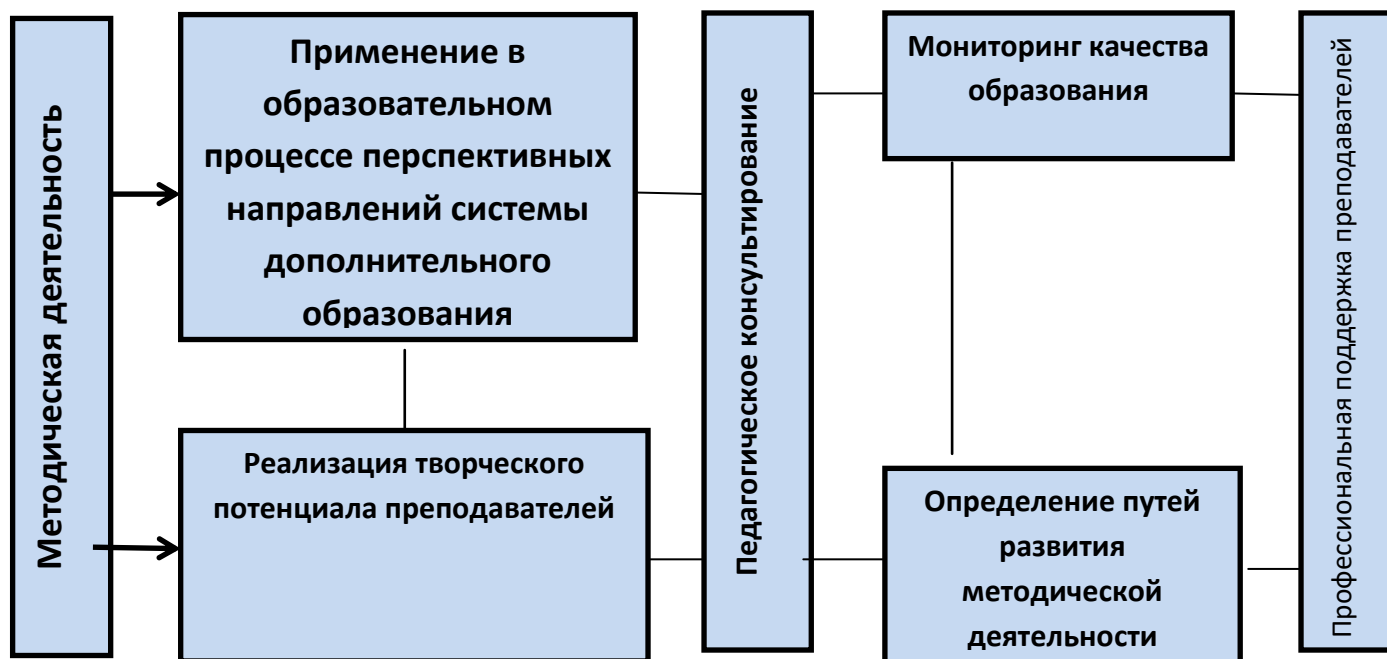 Методическая деятельность
Применение в
образовательном
процессе перспективных
направлений системы
дополнительного
образования
Реализация творческого
потенциала преподавателей
Педагогическое консультирование
Мониторинг качества
образования
Определение путей
развития
методической
деятельности
Профессиональная поддержка преподавателей